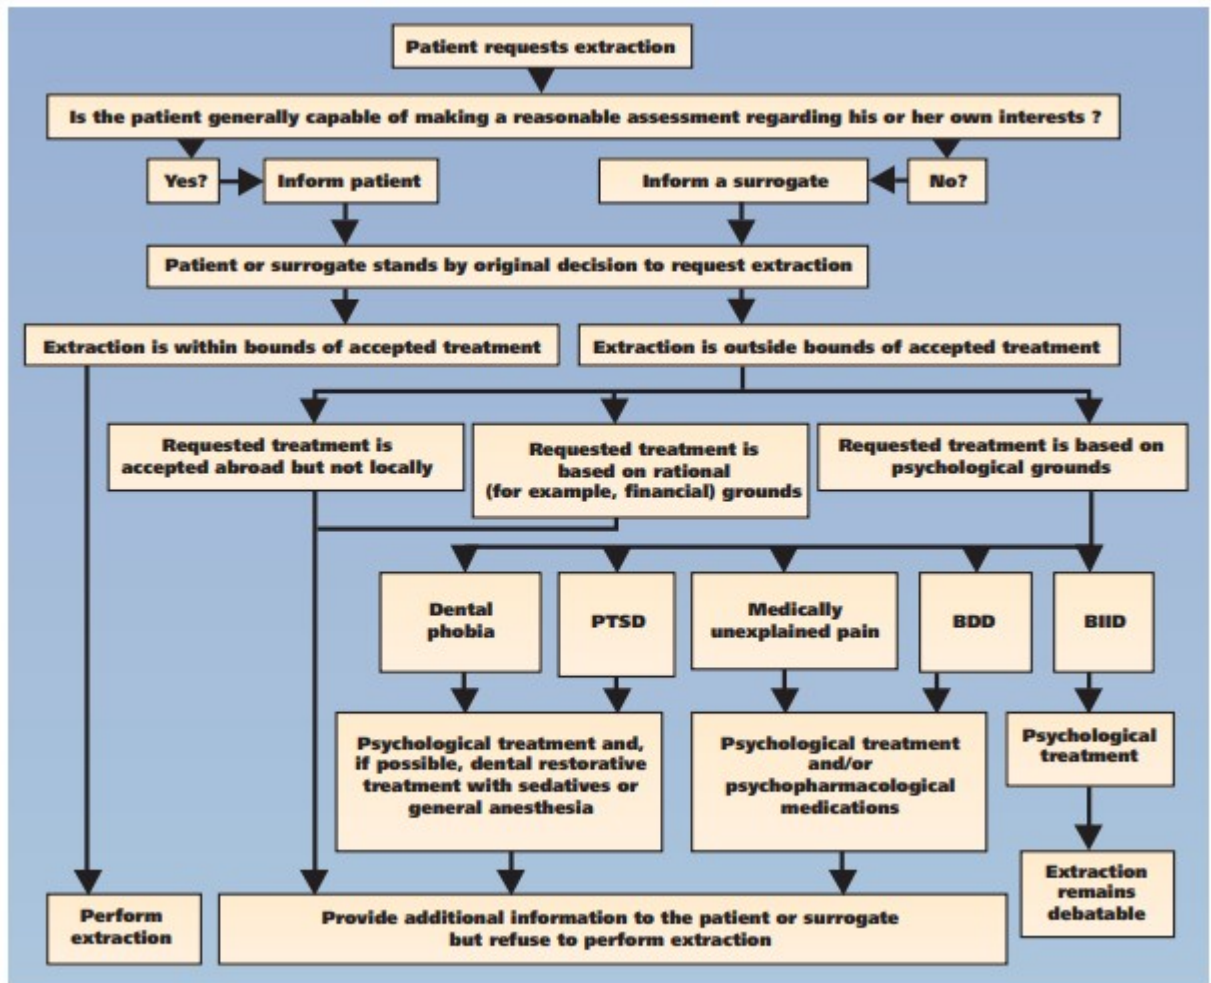 Patient requests extraction
Is the patient generally capable of making a reasonable assessment regarding his or her own interests ?
Yes?
Inform patient
Inform a surrogate
No?
Patient or surrogate stands by original decision to request extraction
Extraction is within bounds of accepted treatment
Extraction is outside bounds of accepted treatment
Requested treatment is
accepted abroad but not locally
Requested treatment is
based on rational
(for example, financial) grounds
Requested treatment is based on
psychological grounds
Dental
phobia
PTSD
Medically
unexplained pain
BDD
BIID
Psychological treatment and,
if possible, dental restorative
treatment with sedatives or
general anesthesia
Psychological treatment
and/or
psychopharmacological
medications
Psychological
treatment
Extraction
remains
debatable
Perform
extraction
Provide additional information to the patient or surrogate
but refuse to perform extraction